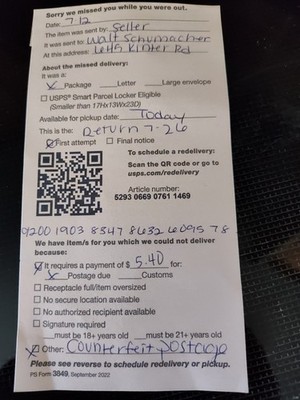 Sorry we missed you while you were out.
Date: 7-12
The item was sent by: Seller
It was sent to: Walt Schumacher
At this address: Kinter Rd
About the missed delivery:
It was a:
Package Letter Large envelope
USPS® Smart Parcel Locker Eligible
(Smaller than 17Hx13Wx23D)
Available for pickup date: Today
This is the: Return 7-26
First attempt Final notice
To schedule a redelivery:
Scan the QR code or go to
usps.com/redelivery
Article number:
5293 0669 0761 1469
9200 1903 8347 8632 6095 78
We have item/s for you which we could not deliver
because:
It requires a payment of $ 5.40 for:
Postage due Customs
Receptacle full/item oversized
No secure location available
No authorized recipient available
Signature required
must be 18+ years old must be 21+ years old
Other: Counterfeit postage
Please see reverse to schedule redelivery or pickup.
PS Form 3849, September 2022